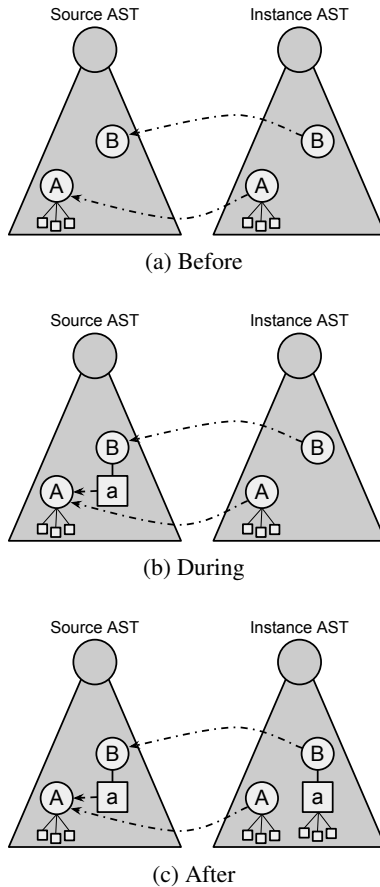 Source AST Instance AST
B B
A A
(a) Before
Source AST Instance AST
B B
A a A
(b) During
Source AST Instance AST
B B
A a A a
(c) After